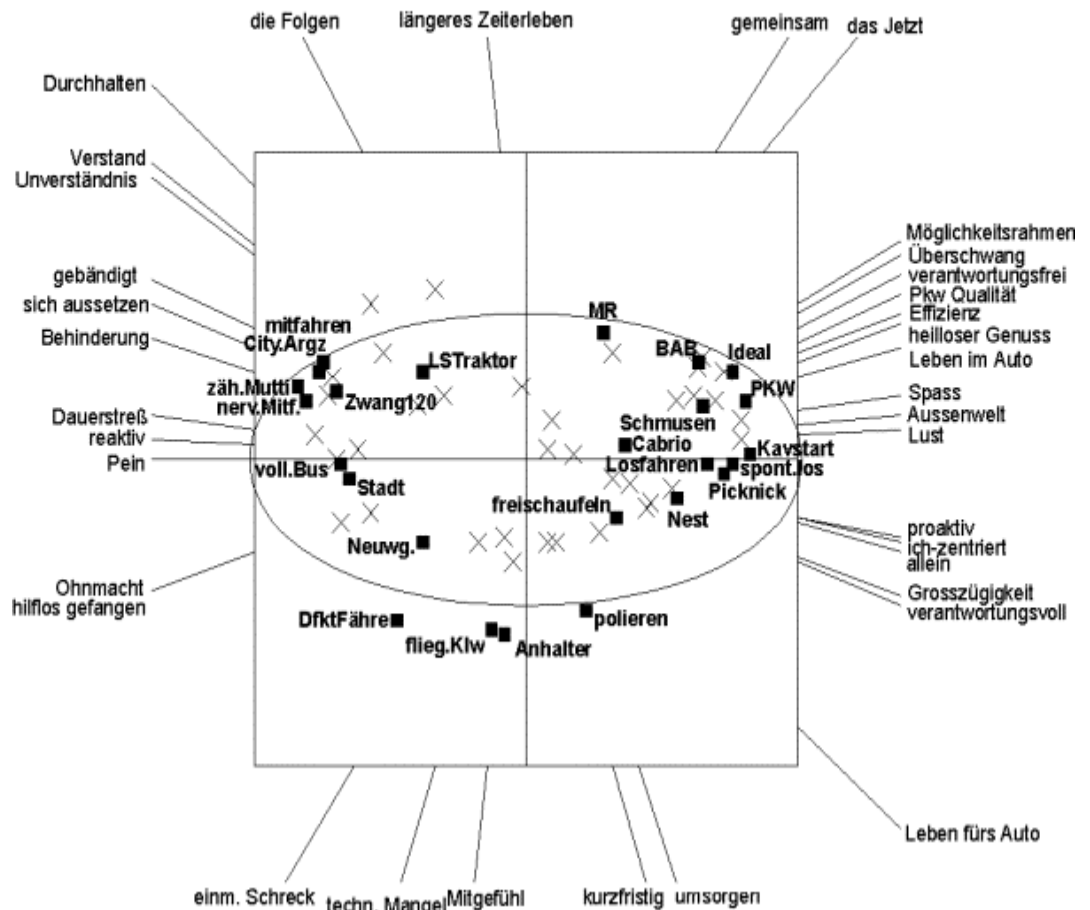 die Folgen
längeres Zeiterleben
gemeinsam
das Jetzt
Durchhalten
Verstand
Unverständnis
gebändigt
sich aussetzen
Behinderung
Dauerstreß
reaktiv
Pein
Ohnmacht
hilflos gefangen
mitfahren
City.Argz
zäh.Mutti
nerv.Mitf.
Zwang120
LSTraktor
MR
BAB
Ideal
PKW
Schmusen
Cabrio
Kavstart
Losfahren
spont.los
Picknick
Nest
freischaufeln
voll.Bus
Stadt
Neuwg.
DfktFähre
flieg.Klw
Anhalter
polieren
Möglichkeitsrahmen
Überschwang
verantwortungsfrei
Pkw Qualität
Effizienz
heilloser Genuss
Leben im Auto
Spass
Aussenwelt
Lust
proaktiv
ich-zentriert
allein
Grosszügigkeit
verantwortungsvoll
Leben fürs Auto
einm. Schreck
techn. Mangel
Mitgefühl
kurzfristig
umsorgen